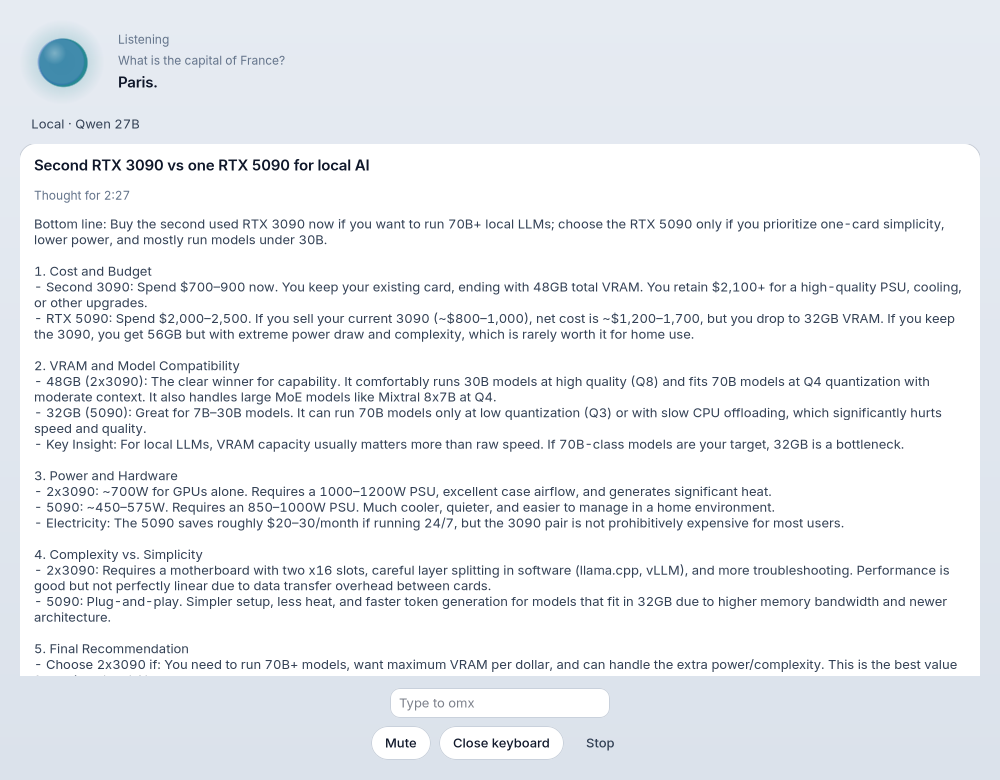 Listening
What is the capital of France?
Paris.
Local · Qwen 27B
Second RTX 3090 vs one RTX 5090 for local AI
Thought for 2:27
Bottom line: Buy the second used RTX 3090 now if you want to run 70B+ local LLMs; choose the RTX 5090 only if you prioritize one-card simplicity,
lower power, and mostly run models under 30B.
1. Cost and Budget
- Second 3090: Spend $700–900 now. You keep your existing card, ending with 48GB total VRAM. You retain $2,100+ for a high-quality PSU, cooling,
or other upgrades.
- RTX 5090: Spend $2,000–2,500. If you sell your current 3090 (~$800–1,000), net cost is ~$1,200–1,700, but you drop to 32GB VRAM. If you keep
the 3090, you get 56GB but with extreme power draw and complexity, which is rarely worth it for home use.
2. VRAM and Model Compatibility
- 48GB (2x3090): The clear winner for capability. It comfortably runs 30B models at high quality (Q8) and fits 70B models at Q4 quantization with
moderate context. It also handles large MoE models like Mixtral 8x7B at Q4.
- 32GB (5090): Great for 7B–30B models. It can run 70B models only at low quantization (Q3) or with slow CPU offloading, which significantly hurts
speed and quality.
- Key Insight: For local LLMs, VRAM capacity usually matters more than raw speed. If 70B-class models are your target, 32GB is a bottleneck.
3. Power and Hardware
- 2x3090: ~700W for GPUs alone. Requires a 1000–1200W PSU, excellent case airflow, and generates significant heat.
- 5090: ~450–575W. Requires an 850–1000W PSU. Much cooler, quieter, and easier to manage in a home environment.
- Electricity: The 5090 saves roughly $20–30/month if running 24/7, but the 3090 pair is not prohibitively expensive for most users.
4. Complexity vs. Simplicity
- 2x3090: Requires a motherboard with two x16 slots, careful layer splitting in software (llama.cpp, vLLM), and more troubleshooting. Performance is
good but not perfectly linear due to data transfer overhead between cards.
- 5090: Plug-and-play. Simpler setup, less heat, and faster token generation for models that fit in 32GB due to higher memory bandwidth and newer
architecture.
5. Final Recommendation
- Choose 2x3090 if: You need to run 70B+ models, want maximum VRAM per dollar, and can handle the extra power/complexity. This is the best value
Type to omx
Mute
Close keyboard
Stop